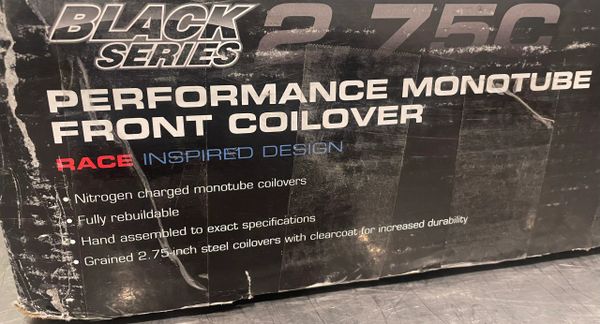 BLACK
SERIES
2.75C
PERFORMANCE MONOTUBE
FRONT COILOVER
RACE INSPIRED DESIGN
• Nitrogen charged monotube coilovers
• Fully rebuildable
• Hand assembled to exact specifications
• Grained 2.75-inch steel coilovers with clearcoat for increased durability